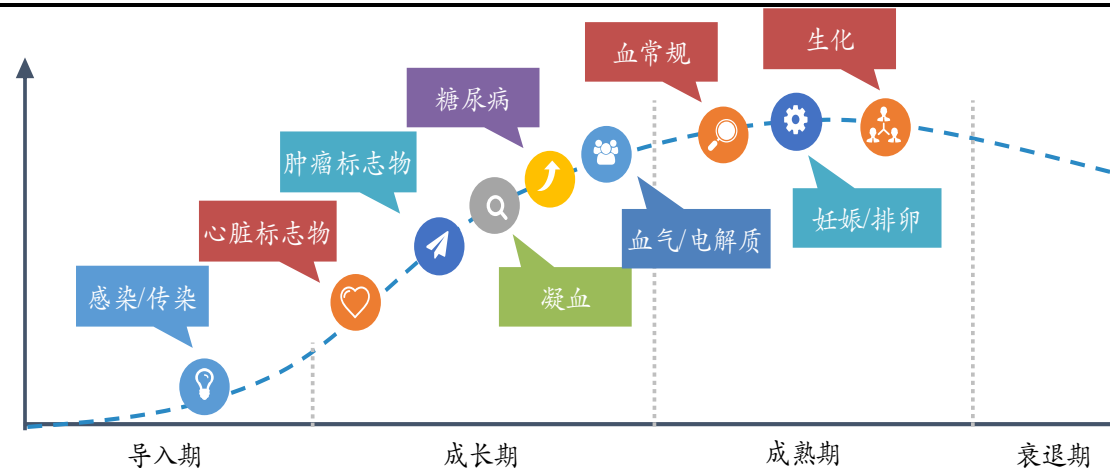 生化
血常规
糖尿病
肿瘤标志物
妊娠/排卵
心脏标志物
血气/电解质
感染/传染
凝血
导入期
成长期
成熟期
衰退期